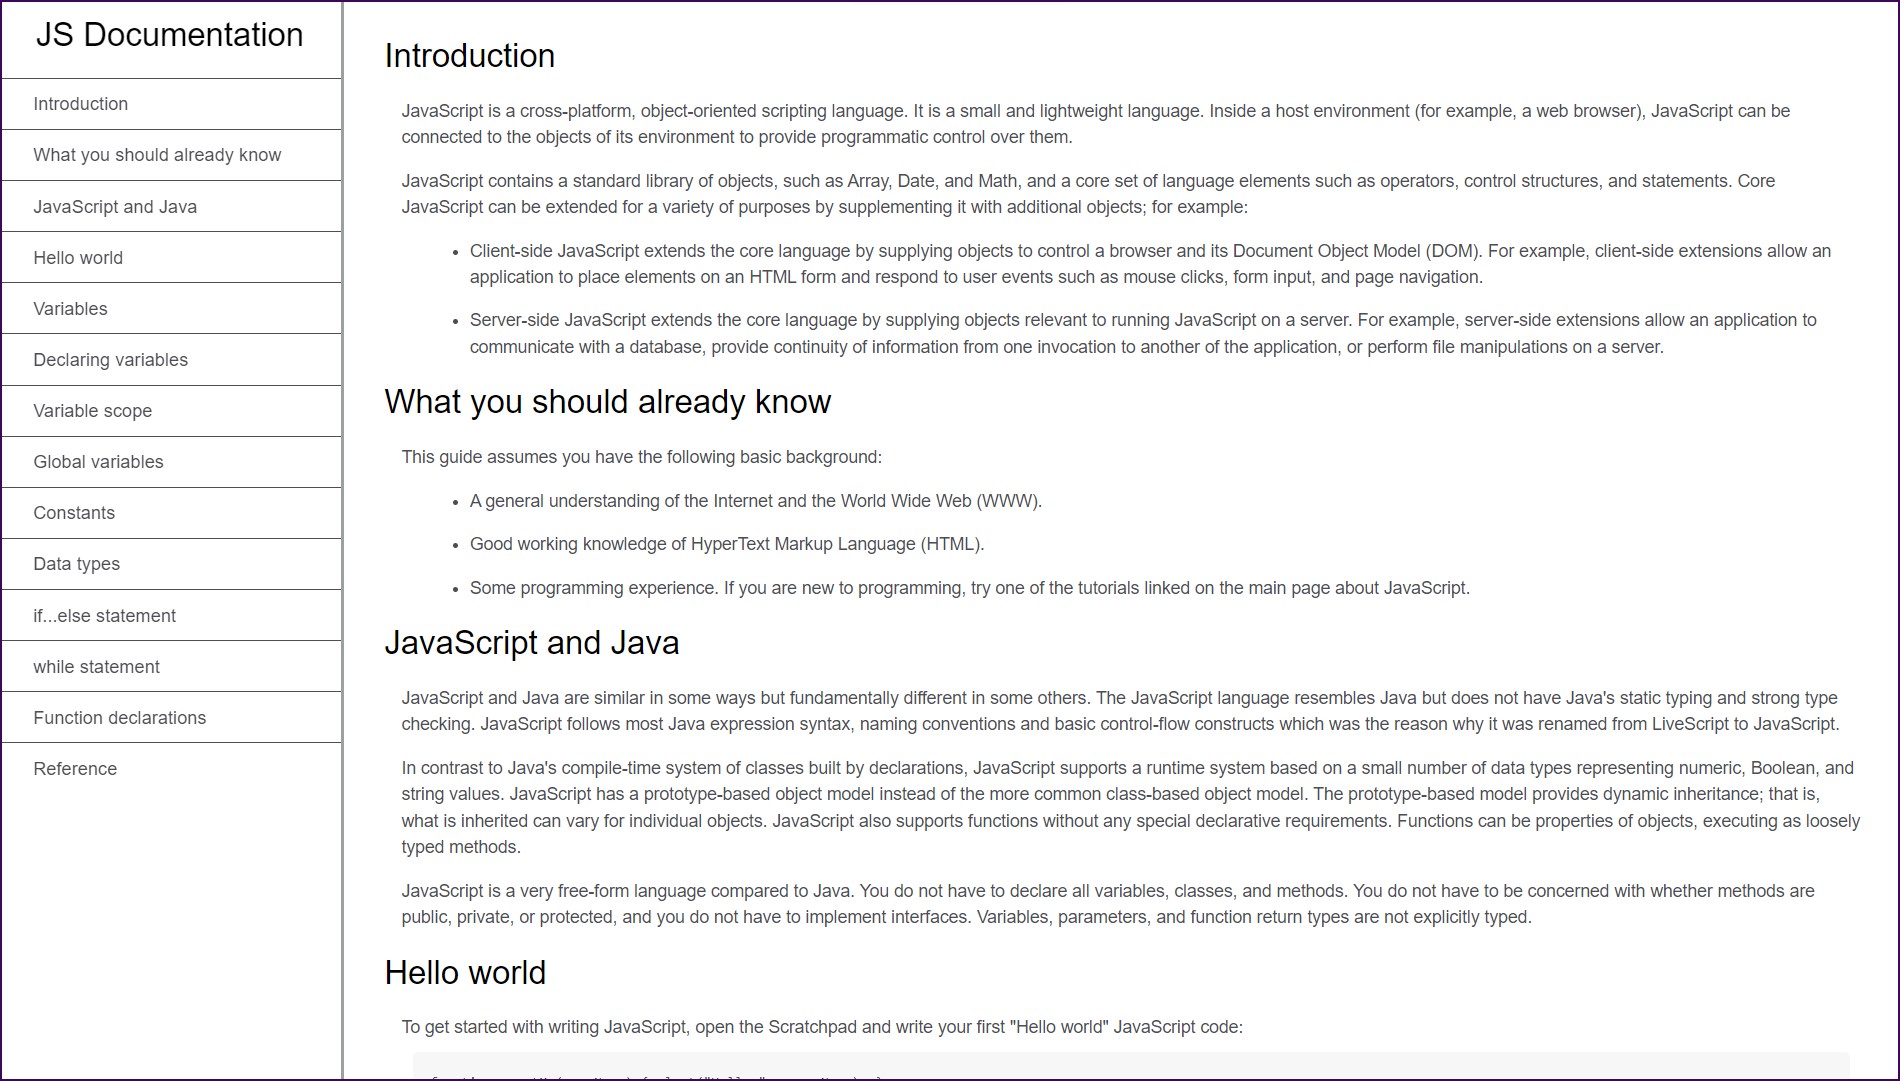 JS Documentation
Introduction
What you should already know
JavaScript and Java
Hello world
Variables
Declaring variables
Variable scope
Global variables
Constants
Data types
if...else statement
while statement
Function declarations
Reference
Introduction
JavaScript is a cross-platform, object-oriented scripting language. It is a small and lightweight language. Inside a host environment (for example, a web browser), JavaScript can be
connected to the objects of its environment to provide programmatic control over them.
JavaScript contains a standard library of objects, such as Array, Date, and Math, and a core set of language elements such as operators, control structures, and statements. Core
JavaScript can be extended for a variety of purposes by supplementing it with additional objects; for example:
• Client-side JavaScript extends the core language by supplying objects to control a browser and its Document Object Model (DOM). For example, client-side extensions allow an
application to place elements on an HTML form and respond to user events such as mouse clicks, form input, and page navigation.
• Server-side JavaScript extends the core language by supplying objects relevant to running JavaScript on a server. For example, server-side extensions allow an application to
communicate with a database, provide continuity of information from one invocation to another of the application, or perform file manipulations on a server.
What you should already know
This guide assumes you have the following basic background:
• A general understanding of the Internet and the World Wide Web (WWW).
• Good working knowledge of HyperText Markup Language (HTML).
• Some programming experience. If you are new to programming, try one of the tutorials linked on the main page about JavaScript.
JavaScript and Java
JavaScript and Java are similar in some ways but fundamentally different in some others. The JavaScript language resembles Java but does not have Java's static typing and strong type
checking. JavaScript follows most Java expression syntax, naming conventions and basic control-flow constructs which was the reason why it was renamed from LiveScript to JavaScript.
In contrast to Java's compile-time system of classes built by declarations, JavaScript supports a runtime system based on a small number of data types representing numeric, Boolean, and
string values. JavaScript has a prototype-based object model instead of the more common class-based object model. The prototype-based model provides dynamic inheritance; that is,
what is inherited can vary for individual objects. JavaScript also supports functions without any special declarative requirements. Functions can be properties of objects, executing as loosely
typed methods.
JavaScript is a very free-form language compared to Java. You do not have to declare all variables, classes, and methods. You do not have to be concerned with whether methods are
public, private, or protected, and you do not have to implement interfaces. Variables, parameters, and function return types are not explicitly typed.
Hello world
To get started with writing JavaScript, open the Scratchpad and write your first "Hello world" JavaScript code: